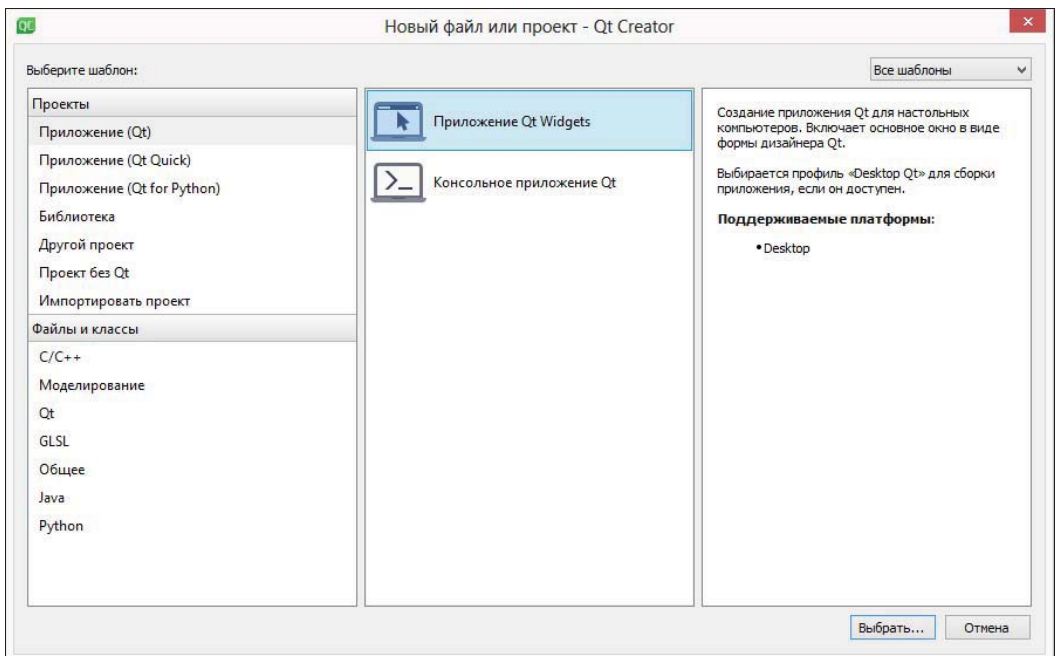 QC
Новый файл или проект - Qt Creator
Выберите шаблон:
Все шаблоны
Проекты
Приложение (Qt)
Приложение (Qt Quick)
Приложение (Qt for Python)
Библиотека
Другой проект
Проект без Qt
Импортировать проект
Файлы и классы
C/C++
Моделирование
Qt
GLSL
Общее
Java
Python
Приложение Qt Widgets
Консольное приложение Qt
Создание приложения Qt для настольных
компьютеров. Включает основное окно в виде
формы дизайнера Qt.
Выбирается профиль «Desktop Qt» для сборки
приложения, если он доступен.
Поддерживаемые платформы:
•Desktop
Выбрать...
Отмена